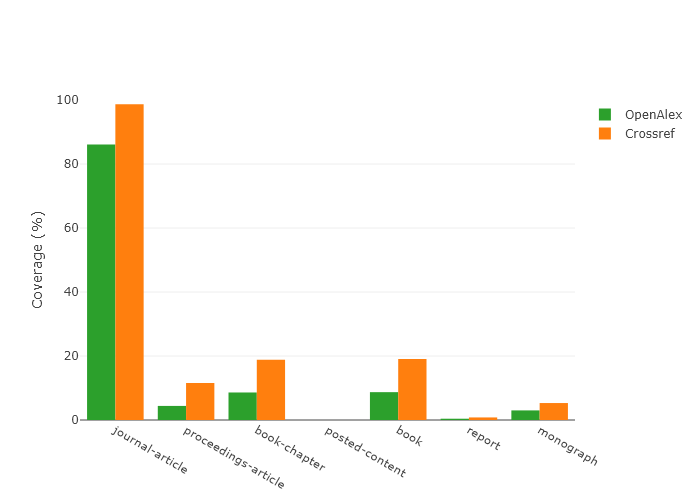 100
80
60
40
20
0
Coverage (%)
journal-article
proceedings-article
book-chapter
posted-content
book
report
monograph
OpenAlex
Crossref